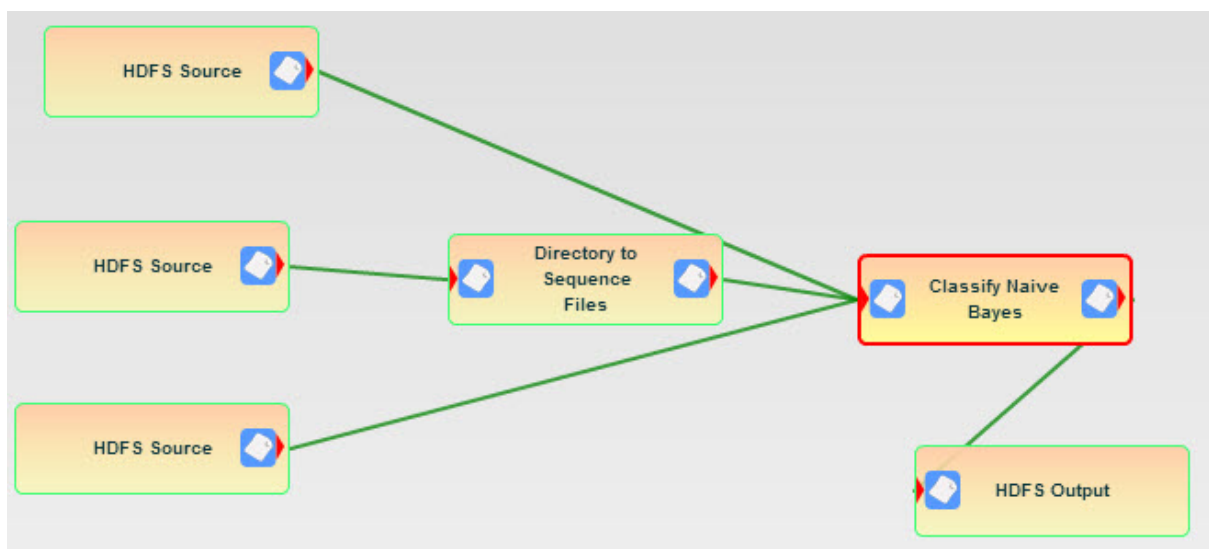 HDFS Source
HDFS Source
Directory to
Sequence
Files
Classify Naive
Bayes
HDFS Source
HDFS Output